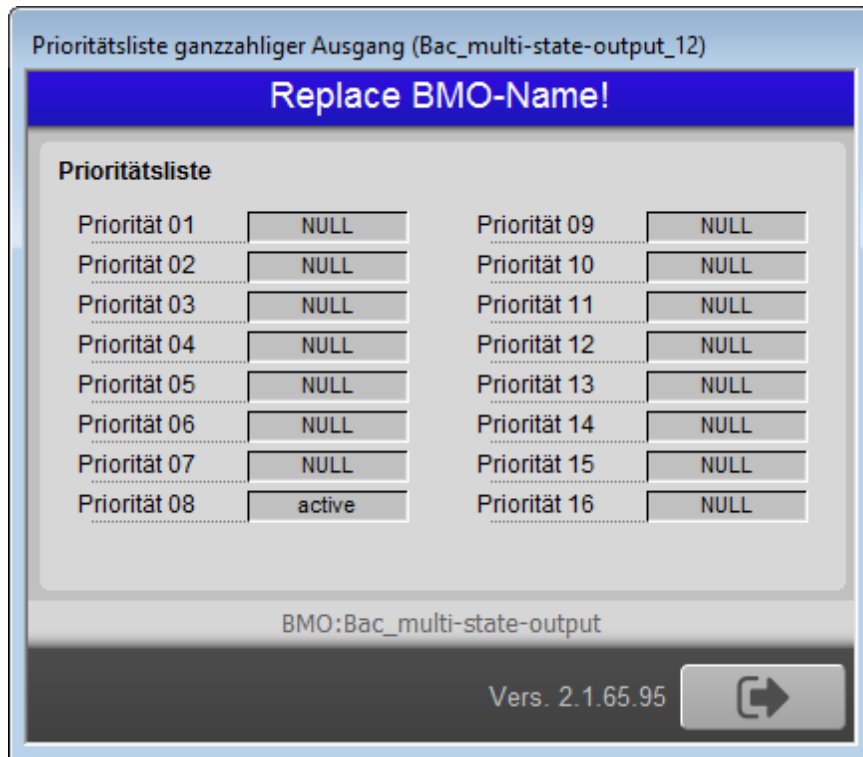 Prioritätsliste ganzzahliger Ausgang (Bac_multi-state-output_12)
Replace BMO-Name!
Prioritätsliste
Priorität 01 NULL Priorität 09 NULL
Priorität 02 NULL Priorität 10 NULL
Priorität 03 NULL Priorität 11 NULL
Priorität 04 NULL Priorität 12 NULL
Priorität 05 NULL Priorität 13 NULL
Priorität 06 NULL Priorität 14 NULL
Priorität 07 NULL Priorität 15 NULL
Priorität 08 active Priorität 16 NULL
BMO:Bac_multi-state-output
Vers. 2.1.65.95